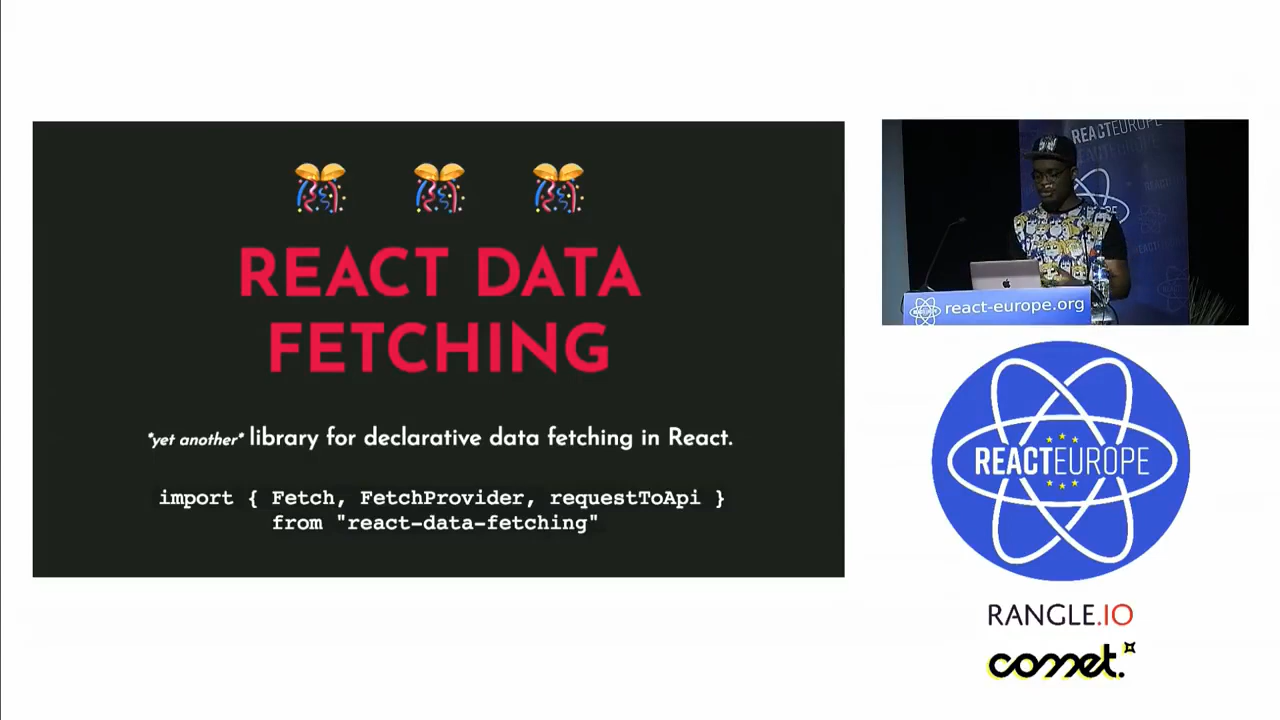 REACT DATA
FETCHING
*yet another* library for declarative data fetching in React.
import { Fetch, FetchProvider, requestToApi }
from "react-data-fetching"
REACTEUROPE
REACT
react-europe.org
REACTEUROPE
RANGLE.IO
comet.